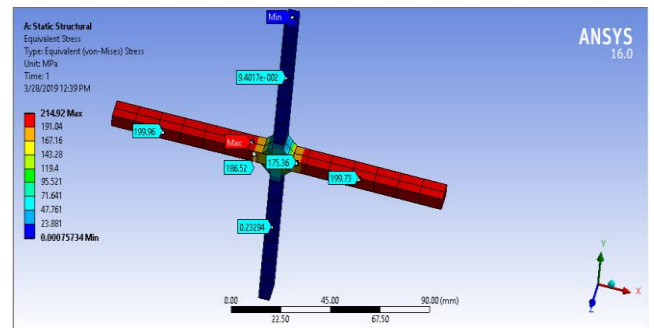 A: Static Structural
Equivalent Stress
Type: Equivalent (von-Mises) Stress
Unit: MPa
Time: 1
3/28/2019 12:39 PM
214.92 Max
191.04
167.16
143.28
119.4
95.521
71.641
47.761
23.881
0.00075734 Min
Min
ANSYS
16.0
9.4017e-002
199.96
Max
186.52
175.36
199.73
0.23294
0.00 45.00 90.00 (mm)
22.50 67.50
Y
X
Z